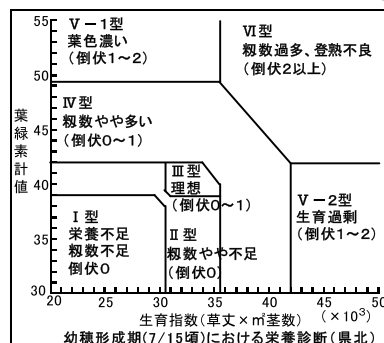 Ⅴ－1型
葉色濃い
(倒伏1～2)
Ⅵ型
籾数過多、登熟不良
(倒伏2以上)
Ⅳ型
籾数やや多い
(倒伏0～1)
Ⅲ型
理想
(倒伏0～1)
Ⅴ－2型
生育過剰
(倒伏1～2)
Ⅰ型
栄養不足
籾数不足
倒伏0
Ⅱ型
籾数やや不足
(倒伏0)
葉緑素計値
55
50
45
40
35
30
20 25 30 35 40 45 50
生育指数(草丈×㎡茎数) (×10³)
幼穂形成期(7/15頃)における栄養診断(県北)